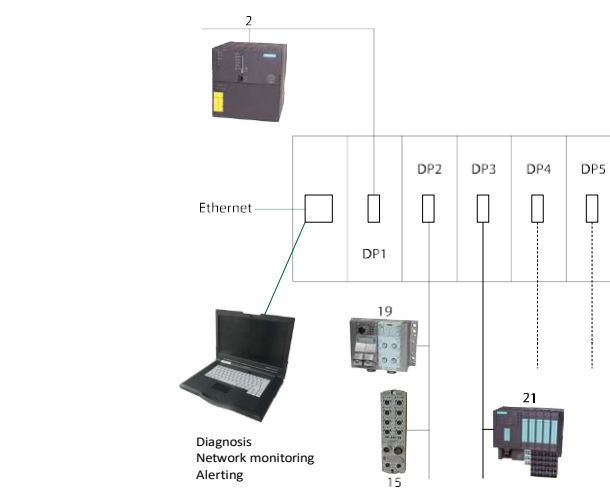 2
DP2
DP3
DP4
DP5
Ethernet
DP1
19
21
Diagnosis
Network monitoring
Alerting
15